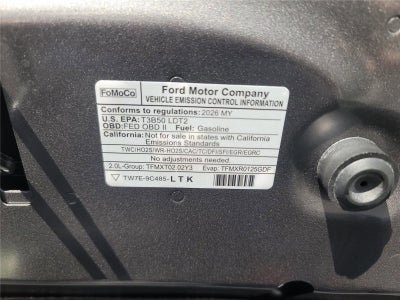 FoMoCo
Ford Motor Company
VEHICLE EMISSION CONTROL INFORMATION
Conforms to regulations: 2026 MY
U.S. EPA: T3B50 LDT2
OBD: FED OBD II Fuel: Gasoline
California: Not for sale in states with California
Emissions Standards
TWC/HO2S/WR-HO2S/CAC/TC/DFI/SFI/EGR/EGRC
No adjustments needed.
2.0L-Group: TFMXT02.02Y3 Evap: TFMXR0125GDF
TW7E-9C485-LTK